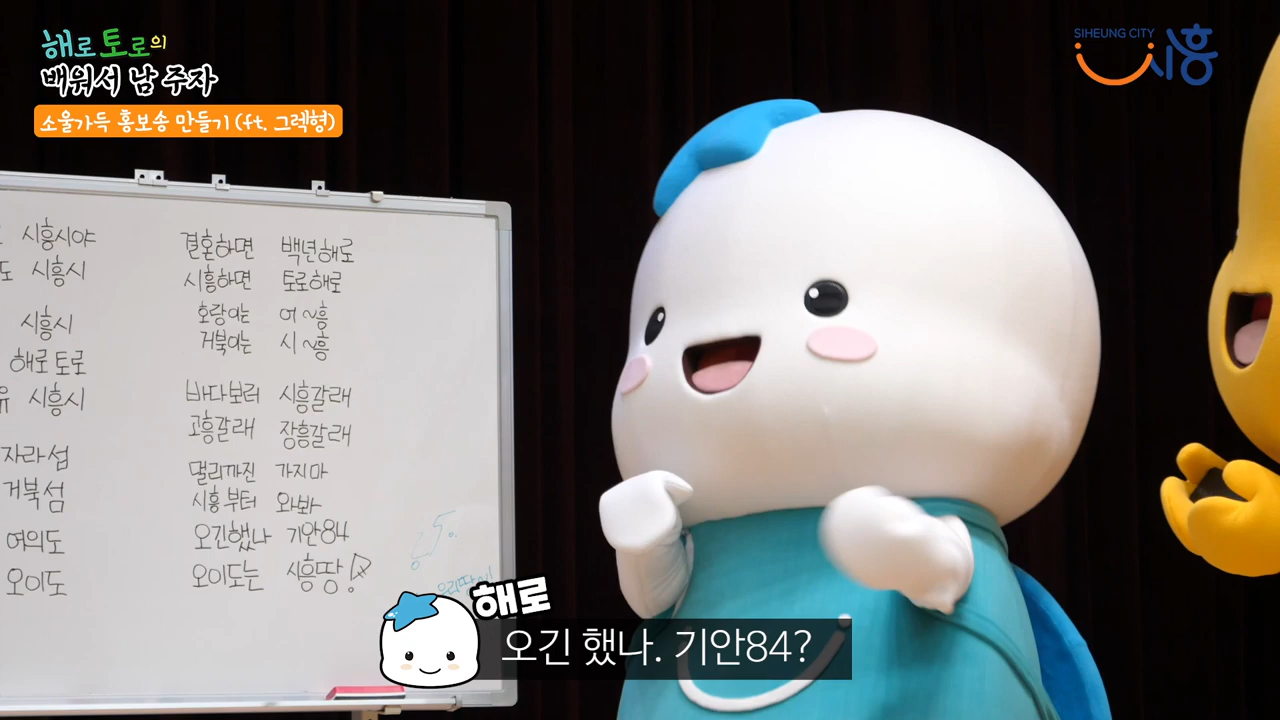 해로토로의
배워서 남 주자
소울가득 홍보송 만들기 (ft. 그렉형)
SIHEUNG CITY
시흥
시흥시야
도 시흥시
시흥시
해로토로
유 시흥시
자라섬
거북섬
여의도
오이도
결혼하면 백년해로
시흥하면 토로해로
호랑이는 어~흥
거북이는 시~흥
바다보러 시흥갈래
고흥갈래 장흥갈래
멀리까진 가지마
시흥부터 와봐
오긴했나 기안84
오이도는 시흥땅!
해로
오긴 했나. 기안84?